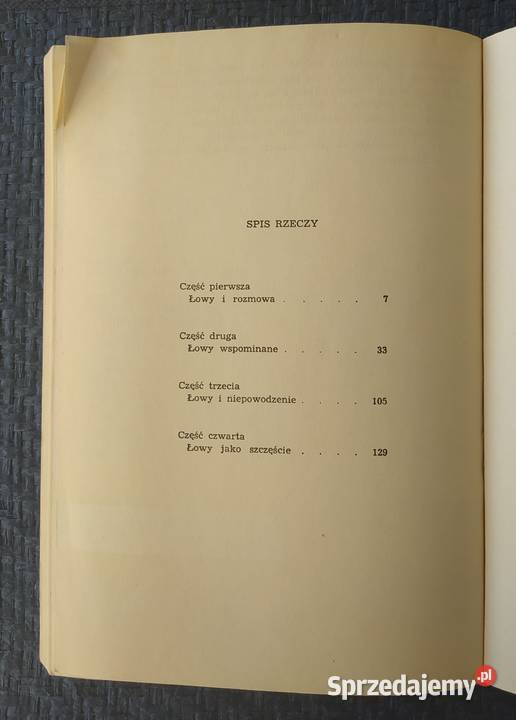 SPIS RZECZY
Część pierwsza
Łowy i rozmowa . . . . . 7
Część druga
Łowy wspominane . . . . . 33
Część trzecia
Łowy i niepowodzenie . . . . 105
Część czwarta
Łowy jako szczęście . . . . 129
Sprzedajemy.pl